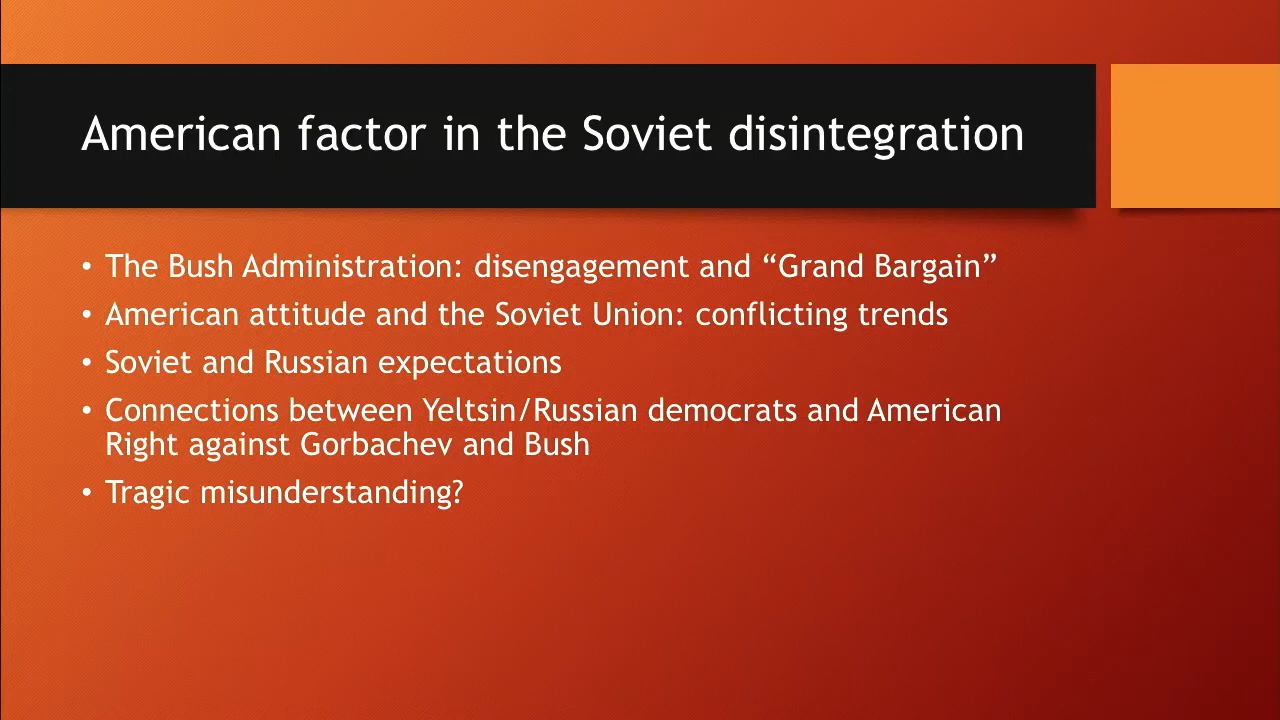 American factor in the Soviet disintegration
• The Bush Administration: disengagement and “Grand Bargain”
• American attitude and the Soviet Union: conflicting trends
• Soviet and Russian expectations
• Connections between Yeltsin/Russian democrats and American
Right against Gorbachev and Bush
• Tragic misunderstanding?